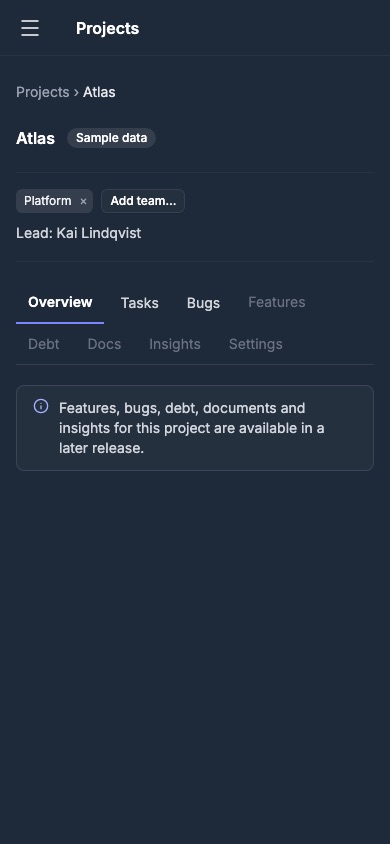 Projects
Projects › Atlas
Atlas Sample data
Platform × Add team...
Lead: Kai Lindqvist
Overview Tasks Bugs Features
Debt Docs Insights Settings
Features, bugs, debt, documents and
insights for this project are available in a
later release.